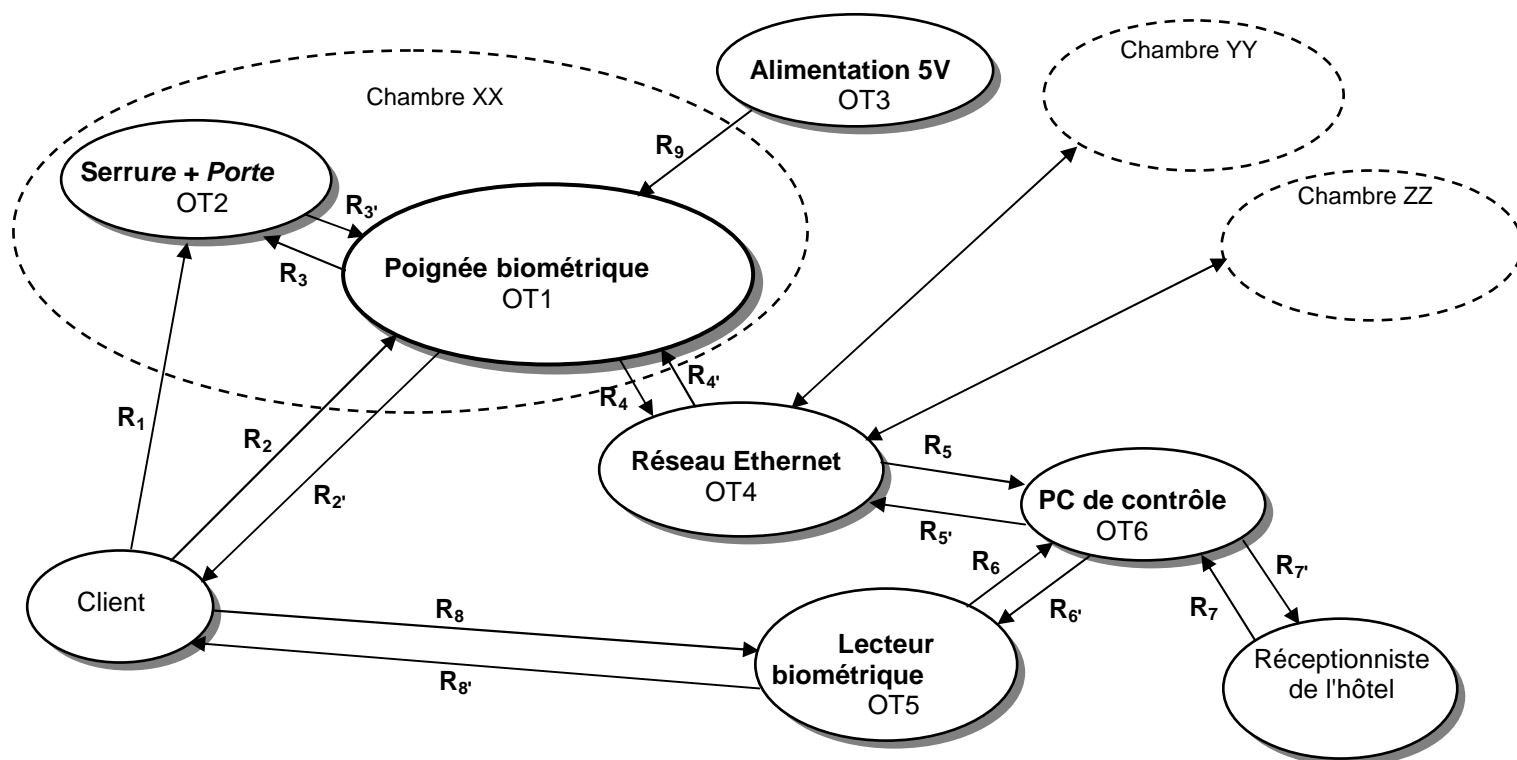 Alimentation 5V
OT3
Chambre YY
Chambre XX
R9
Serrure + Porte
OT2
R3'
Chambre ZZ
R3
Poignée biométrique
OT1
R4'
R4
R1
R2
R5
Réseau Ethernet
OT4
R2'
PC de contrôle
OT6
R5'
R6
R7'
Client
R8
R6'
R7
Lecteur
biométrique
OT5
Réceptionniste
de l'hôtel
R8'